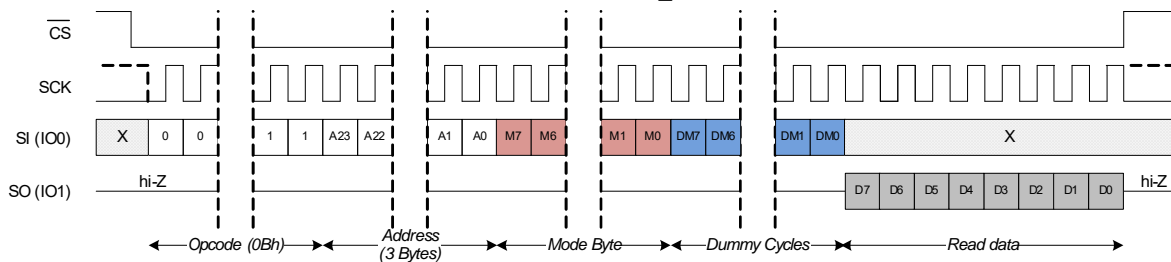 CS
SCK
SI (IO0) X 0 0 1 1 A23 A22 A1 A0 M7 M6 M1 M0 DM7 DM6 DM1 DM0 X
hi-Z hi-Z
SO (IO1) D7 D6 D5 D4 D3 D2 D1 D0
Opcode (0Bh) Address Mode Byte Dummy Cycles Read data
(3 Bytes)